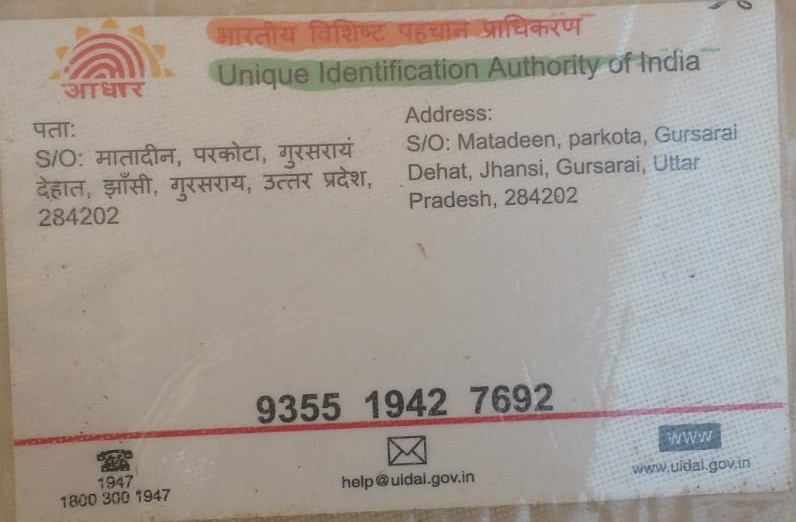 भारतीय विशिष्ट पहचान प्राधिकरण
Unique Identification Authority of India
आधार
पता:
S/O: मातादीन, परकोटा, गुरसरायं
देहात, झाँसी, गुरसराय, उत्तर प्रदेश,
284202
Address:
S/O: Matadeen, parkota, Gursarai
Dehat, Jhansi, Gursarai, Uttar
Pradesh, 284202
9355 1942 7692
1947
1800 300 1947
help@uidai.gov.in
www
www.uidai.gov.in